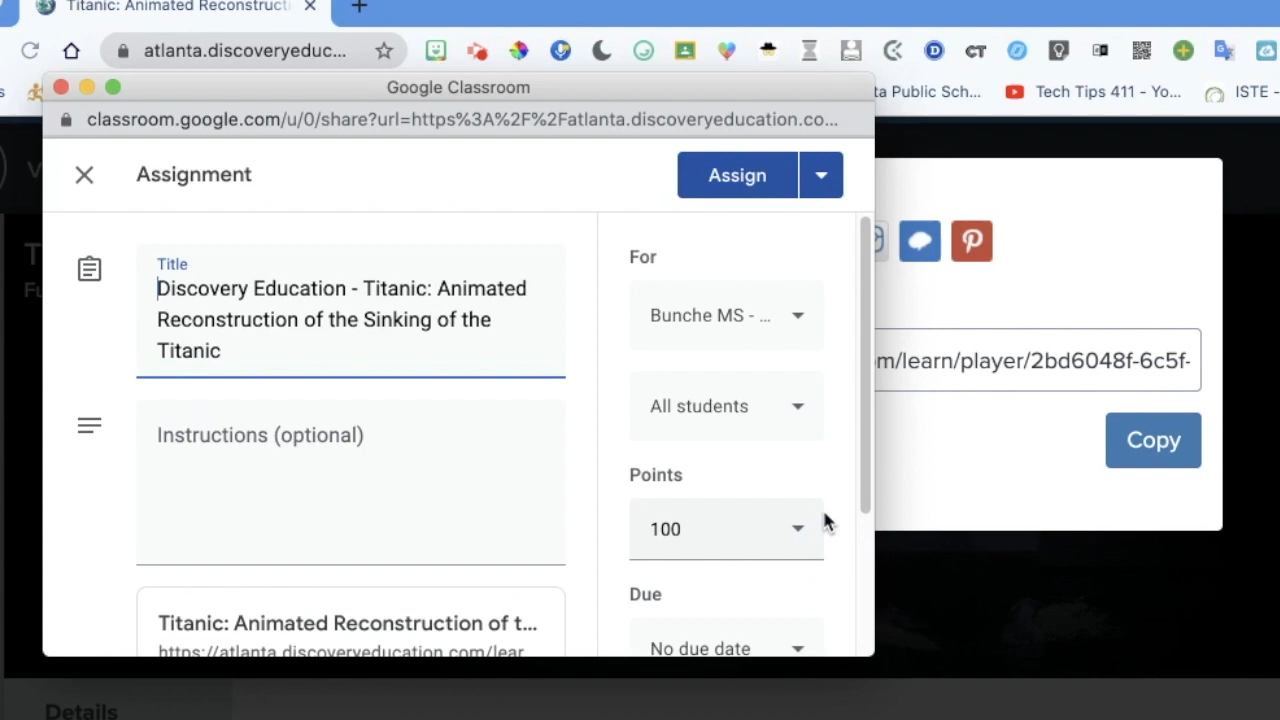 Titanic: Animated Reconstructi
atlanta.discoveryeduc...
CT
ta Public Sch...
Tech Tips 411 - Yo...
ISTE -
Google Classroom
classroom.google.com/u/0/share?url=https%3A%2F%2Fatlanta.discoveryeducation.co...
Assignment
Assign
Title
Discovery Education - Titanic: Animated
Reconstruction of the Sinking of the
Titanic
Instructions (optional)
Titanic: Animated Reconstruction of t...
https://atlanta.discoveryeducation.com/lear
For
Bunche MS - ...
All students
Points
100
Due
No due date
m/learn/player/2bd6048f-6c5f-
Copy
Details